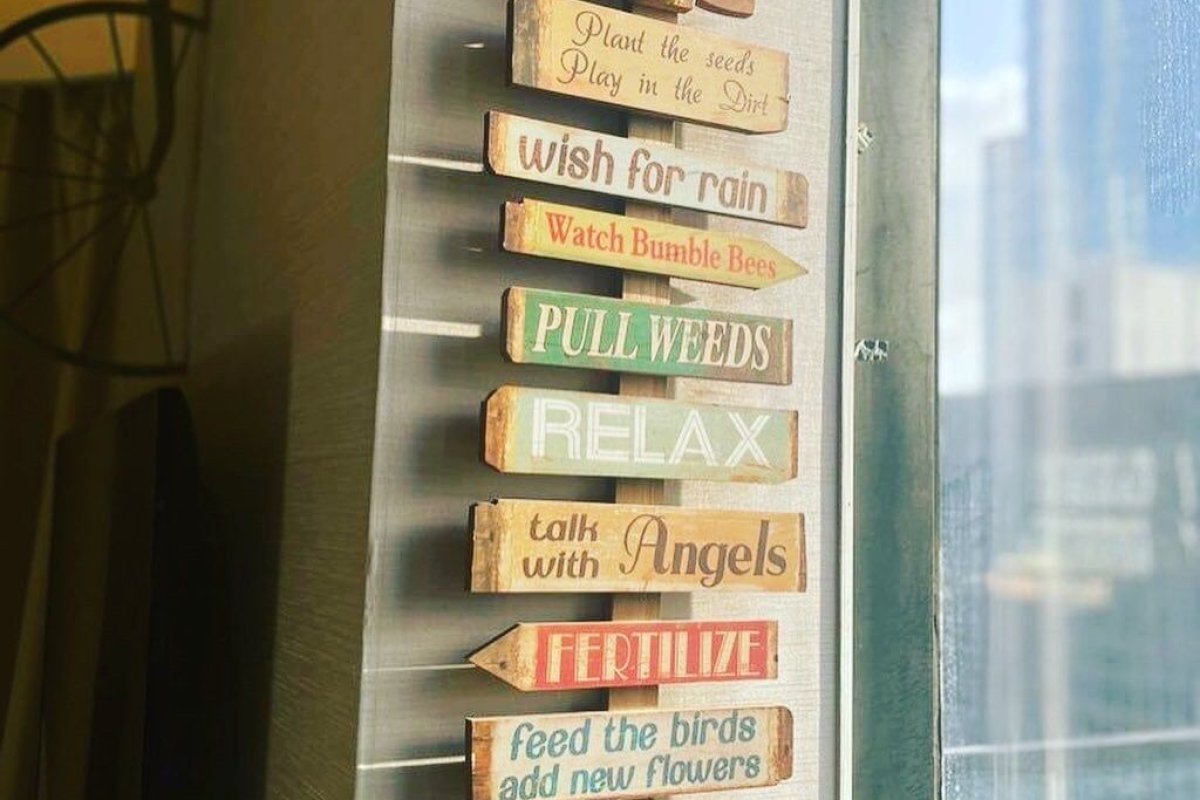 Plant the seeds
Play in the Dirt
wish for rain
Watch Bumble Bees
PULL WEEDS
RELAX
talk
with Angels
FERTILIZE
feed the birds
add new flowers